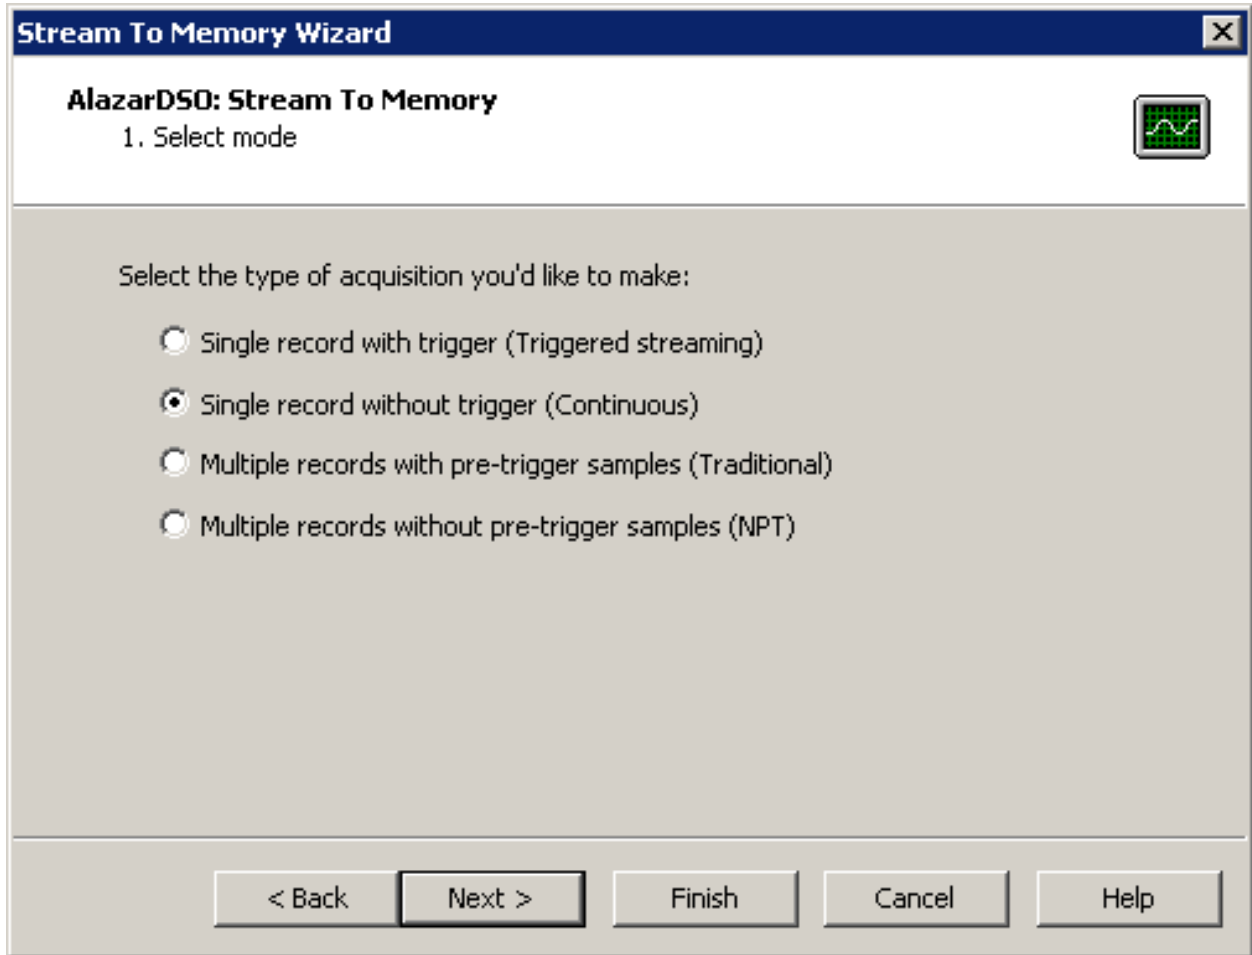 Stream To Memory Wizard
AlazarDSO: Stream To Memory
1. Select mode
Select the type of acquisition you'd like to make:
Single record with trigger (Triggered streaming)
Single record without trigger (Continuous)
Multiple records with pre-trigger samples (Traditional)
Multiple records without pre-trigger samples (NPT)
< Back Next > Finish Cancel Help